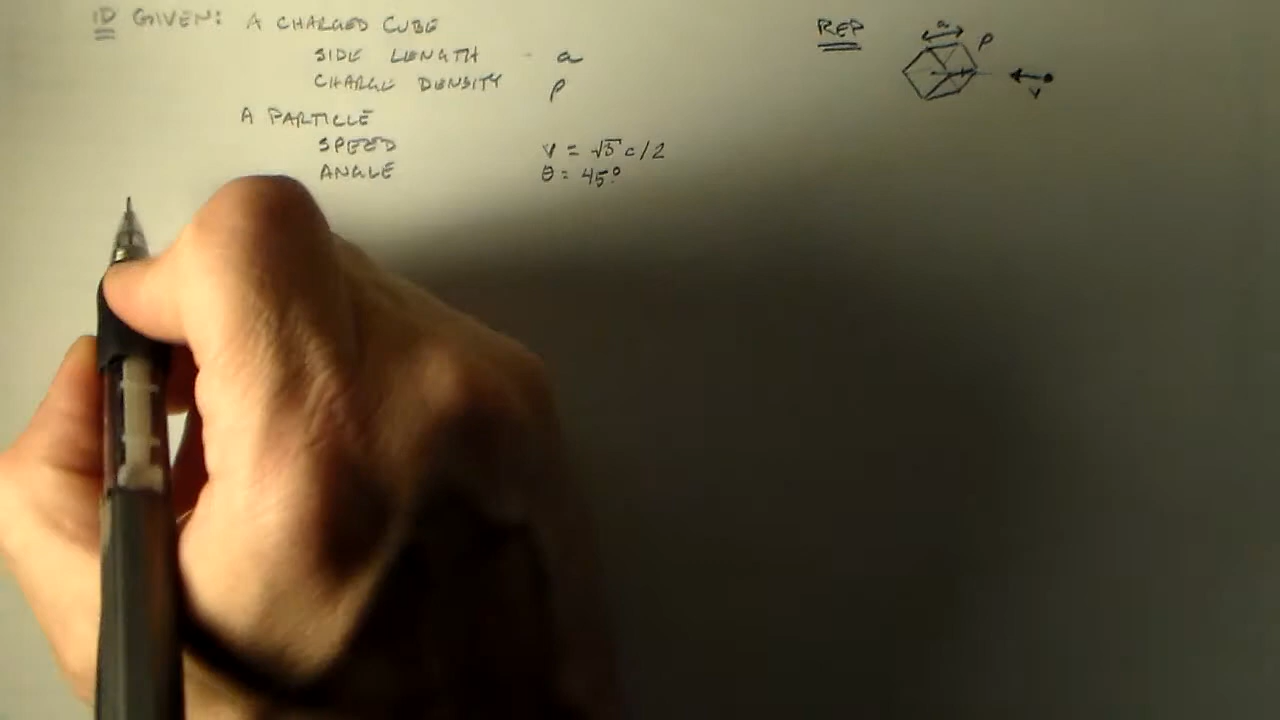 ID GIVEN: A CHARGED CUBE
SIDE LENGTH - a
CHARGE DENSITY ρ
A PARTICLE
SPEED v = √3 c/2
ANGLE θ = 45°
REP
a
ρ
v